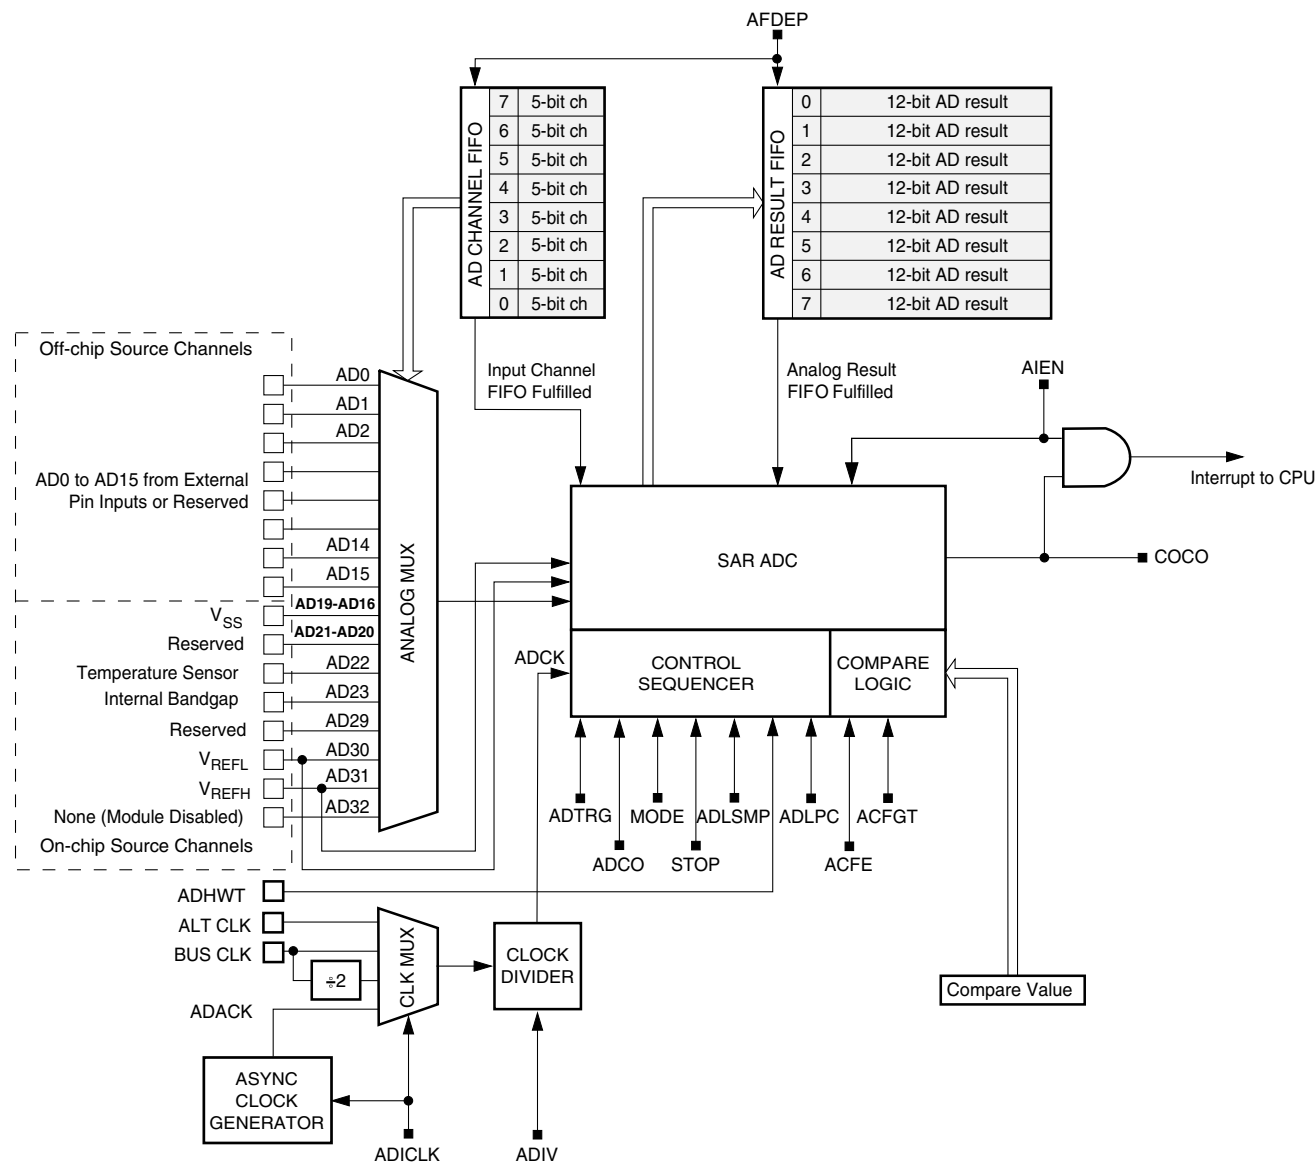 AFDEP
AD CHANNEL FIFO
7 5-bit ch
6 5-bit ch
5 5-bit ch
4 5-bit ch
3 5-bit ch
2 5-bit ch
1 5-bit ch
0 5-bit ch
AD RESULT FIFO
0 12-bit AD result
1 12-bit AD result
2 12-bit AD result
3 12-bit AD result
4 12-bit AD result
5 12-bit AD result
6 12-bit AD result
7 12-bit AD result
Off-chip Source Channels
AD0
AD1
AD2
AD0 to AD15 from External
Pin Inputs or Reserved
AD14
AD15
VSS
AD19-AD16
Reserved
AD21-AD20
Temperature Sensor
AD22
Internal Bandgap
AD23
Reserved
AD29
VREFL
AD30
VREFH
AD31
None (Module Disabled)
AD32
On-chip Source Channels
ANALOG MUX
Input Channel
FIFO Fulfilled
Analog Result
FIFO Fulfilled
AIEN
Interrupt to CPU
SAR ADC
COCO
ADCK
CONTROL
SEQUENCER
COMPARE
LOGIC
ADTRG
MODE
ADLSMP
ADLPC
ACFGT
ADCO
STOP
ACFE
ADHWT
ALT CLK
BUS CLK
÷2
CLK MUX
CLOCK
DIVIDER
Compare Value
ADACK
ASYNC
CLOCK
GENERATOR
ADICLK
ADIV